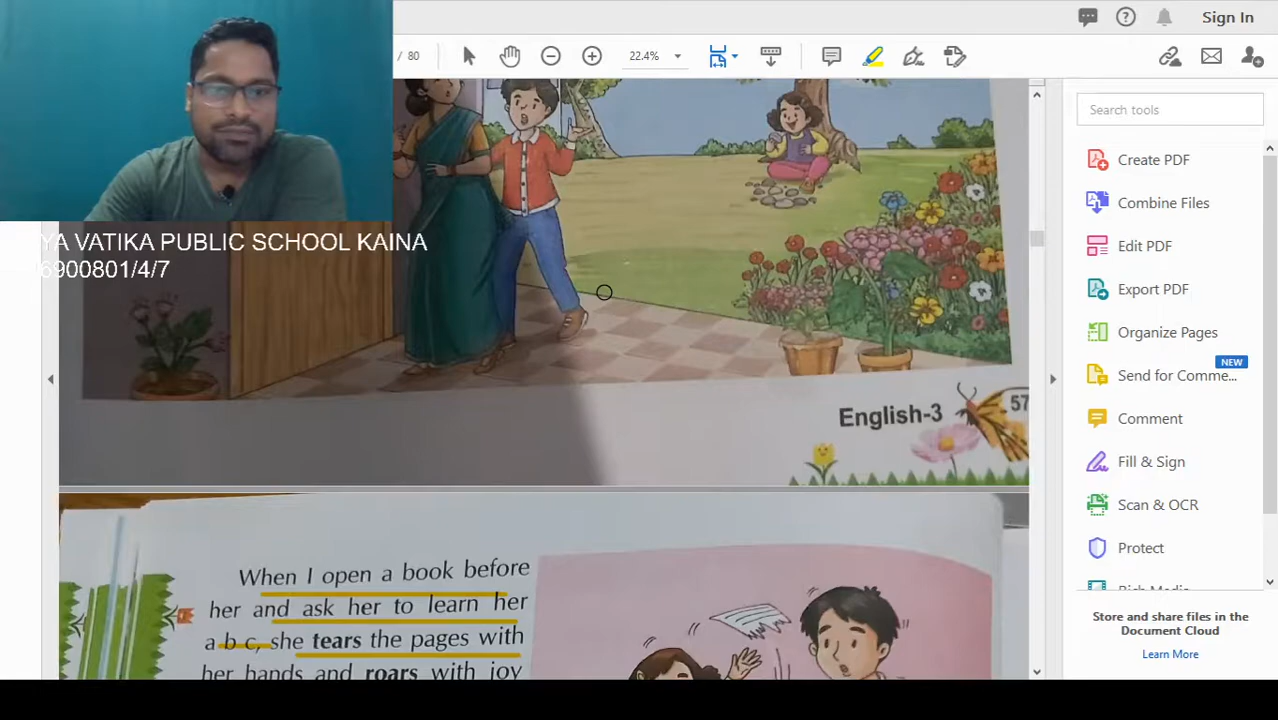 / 80
22.4%
Sign In
Search tools
Create PDF
Combine Files
Edit PDF
Export PDF
Organize Pages
NEW
Send for Comme...
Comment
Fill & Sign
Scan & OCR
Protect
Store and share files in the
Document Cloud
Learn More
YA VATIKA PUBLIC SCHOOL KAINA
6900801/4/7
English-3
57
When I open a book before
her and ask her to learn her
a b c, she tears the pages with
her hands and roars with joy